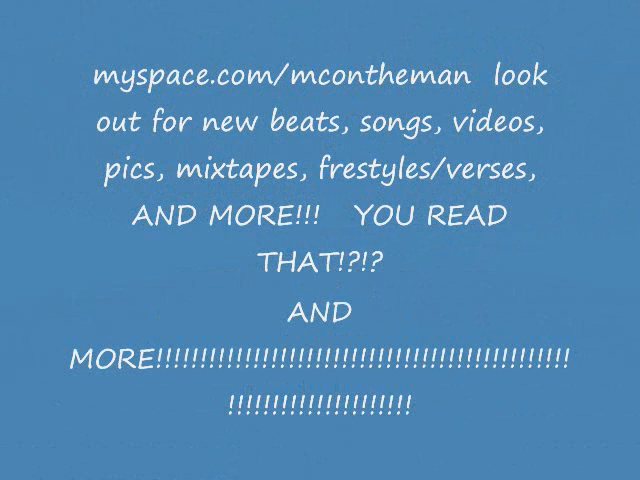 myspace.com/mcontheman look
out for new beats, songs, videos,
pics, mixtapes, frestyles/verses,
AND MORE!!! YOU READ
THAT!?!?
AND
MORE!!!!!!!!!!!!!!!!!!!!!!!!!!!!!!!!!!!!!!!!!!!!!!!
!!!!!!!!!!!!!!!!!!!!!